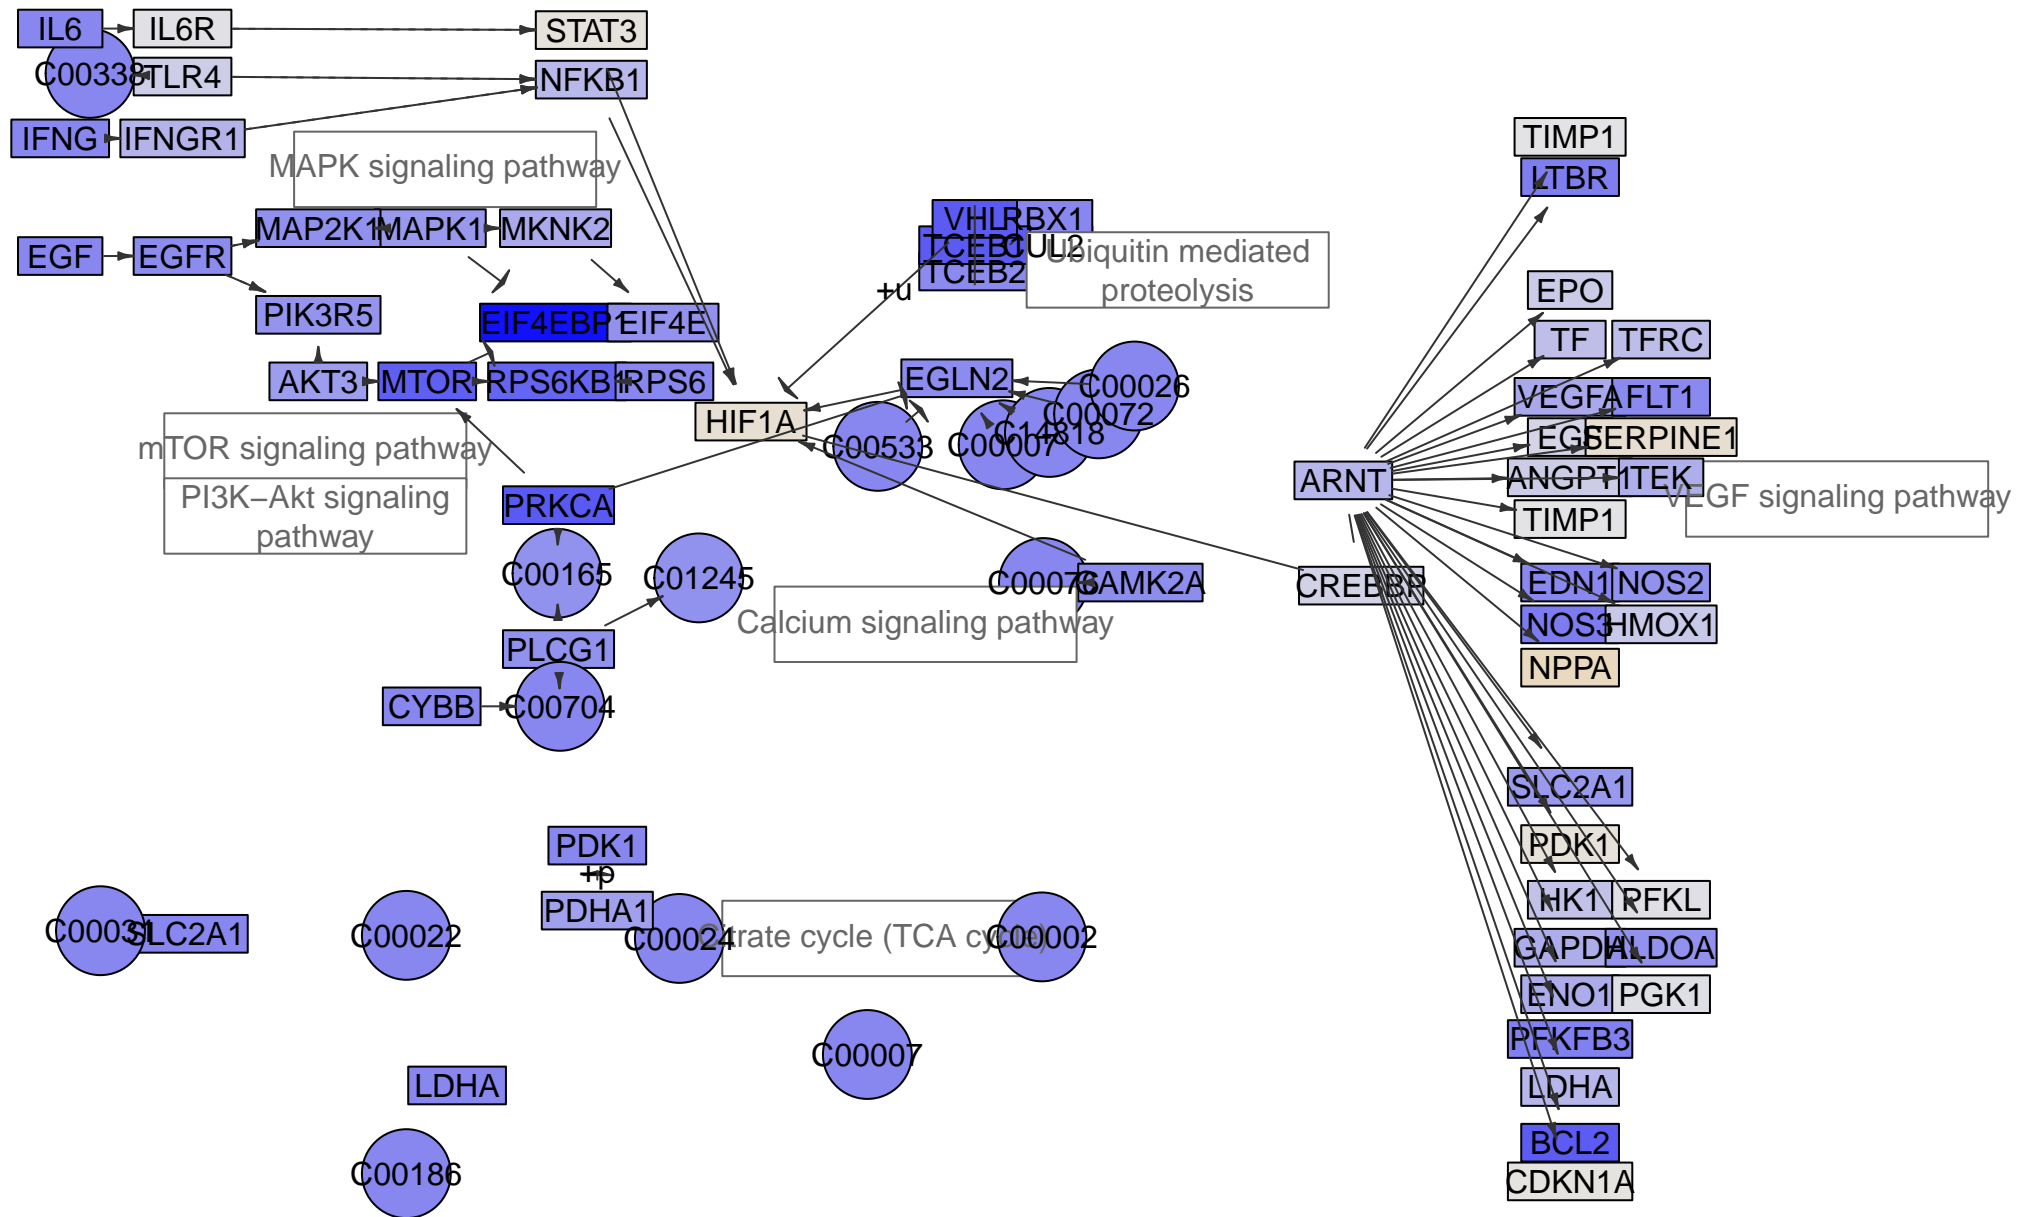 IL6
IL6R
STAT3
C00338
TLR4
NFKB1
IFNG
IFNGR1
MAPK signaling pathway
MAP2K1
MAPK1
MKNK2
EGF
EGFR
PIK3R5
EIF4EBP1
EIF4E
AKT3
MTOR
RPS6KB1
RPS6
mTOR signaling pathway
PI3K–Akt signaling
pathway
PRKCA
C00165
C01245
PLCG1
CYBB
C00704
VHL
RBX1
TCEB1
CUL2
TCEB2
Ubiquitin mediated
proteolysis
+u
EGLN2
HIF1A
C00533
C00007
C14818
C00072
C00026
C00076
CAMK2A
Calcium signaling pathway
ARNT
CREBBP
TIMP1
LTBR
EPO
TF
TFRC
VEGFA
FLT1
EGF
SERPINE1
ANGPT1
TEK
VEGF signaling pathway
TIMP1
EDN1
NOS2
NOS3
HMOX1
NPPA
SLC2A1
PDK1
HK1
PFKL
GAPDH
ALDOA
ENO1
PGK1
PFKFB3
LDHA
BCL2
CDKN1A
PDK1
+p
PDHA1
C00031
SLC2A1
C00022
C00024
Citrate cycle (TCA cycle)
C00002
C00007
LDHA
C00186